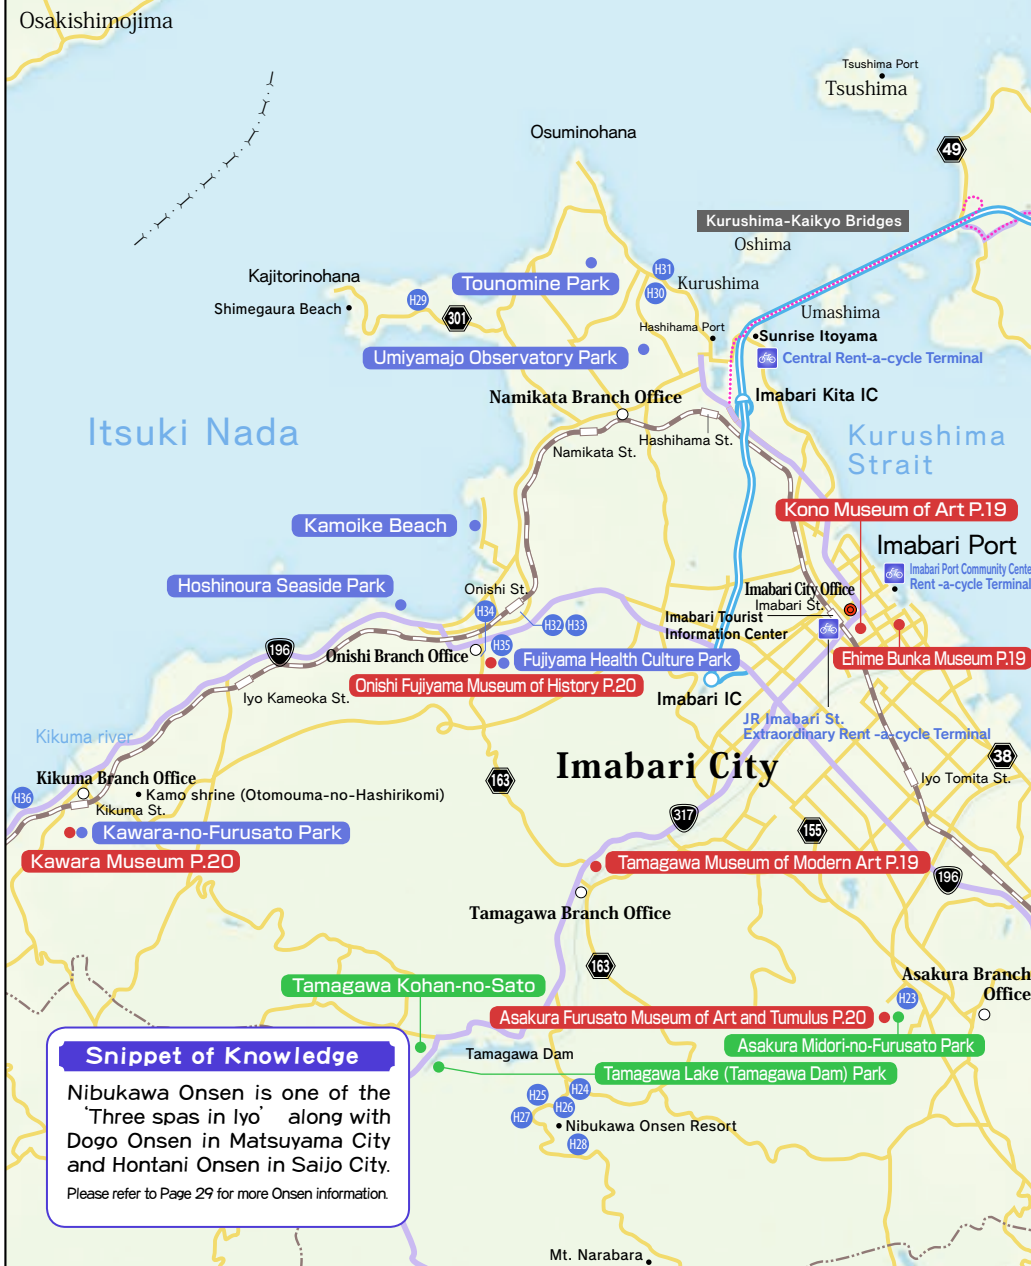 Osakishimojima
Tsushima Port
Tsushima
Osuminohana
49
Kurushima-Kaikyo Bridges
Oshima
Kajitorinohana
H31
Tounomine Park
Kurushima
H29
H30
Shimegaura Beach
301
Umashima
Hashihama Port
Sunrise Itoyama
Umiyamajo Observatory Park
Central Rent-a-cycle Terminal
Namikata Branch Office
Imabari Kita IC
Itsuki Nada
Kurushima
Strait
Hashihama St.
Namikata St.
Kono Museum of Art P.19
Kamoike Beach
Imabari Port
Imabari Port Community Cente
Rent -a-cycle Terminal
Hoshinoura Seaside Park
Onishi St.
Imabari City Office
Imabari St.
H34
H32
H33
Imabari Tourist
Information Center
196
H35
Onishi Branch Office
Fujiyama Health Culture Park
Ehime Bunka Museum P.19
Onishi Fujiyama Museum of History P.20
Iyo Kameoka St.
Imabari IC
JR Imabari St.
Extraordinary Rent -a-cycle Terminal
Kikuma river
38
Imabari City
Kikuma Branch Office
163
Iyo Tomita St.
H36
Kamo shrine (Otomouma-no-Hashirikomi)
Kikuma St.
317
155
Kawara-no-Furusato Park
Kawara Museum P.20
Tamagawa Museum of Modern Art P.19
196
Tamagawa Branch Office
163
Asakura Branch
Office
Tamagawa Kohan-no-Sato
H23
Asakura Furusato Museum of Art and Tumulus P.20
Asakura Midori-no-Furusato Park
Tamagawa Dam
Tamagawa Lake (Tamagawa Dam) Park
H24
H25
H26
H27
Nibukawa Onsen Resort
H28
Snippet of Knowledge
Nibukawa Onsen is one of the
‘Three spas in Iyo’ along with
Dogo Onsen in Matsuyama City
and Hontani Onsen in Saijo City.
Please refer to Page 29 for more Onsen information.
Mt. Narabara